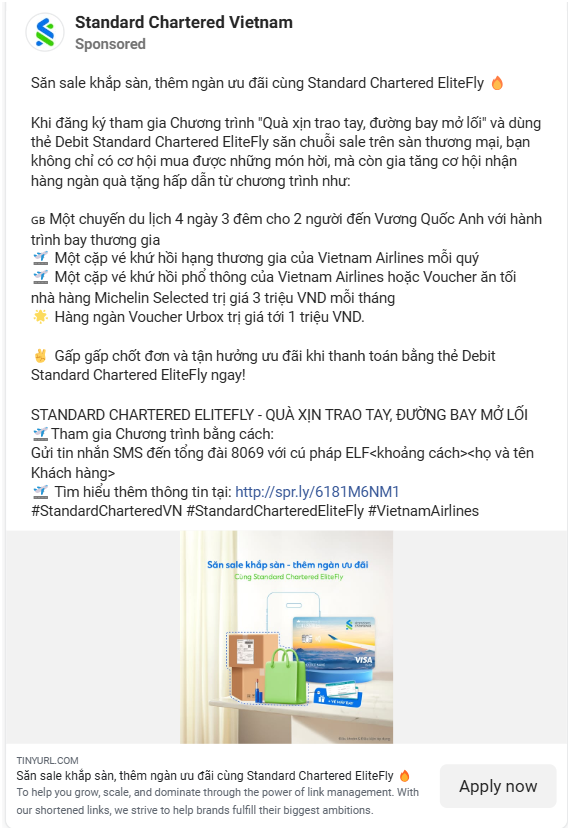 Standard Chartered Vietnam
Sponsored
Săn sale khắp sàn, thêm ngàn ưu đãi cùng Standard Chartered EliteFly 🔥
Khi đăng ký tham gia Chương trình "Quà xịn trao tay, đường bay mở lối" và dùng
thẻ Debit Standard Chartered EliteFly săn chuỗi sale trên sàn thương mại, bạn
không chỉ có cơ hội mua được những món hời, mà còn gia tăng cơ hội nhận
hàng ngàn quà tặng hấp dẫn từ chương trình như:
GB Một chuyến du lịch 4 ngày 3 đêm cho 2 người đến Vương Quốc Anh với hành
trình bay thương gia
🛫 Một cặp vé khứ hồi hạng thương gia của Vietnam Airlines mỗi quý
🛫 Một cặp vé khứ hồi phổ thông của Vietnam Airlines hoặc Voucher ăn tối
nhà hàng Michelin Selected trị giá 3 triệu VND mỗi tháng
🌟 Hàng ngàn Voucher Urbox trị giá tới 1 triệu VND.
✌️ Gấp gấp chốt đơn và tận hưởng ưu đãi khi thanh toán bằng thẻ Debit
Standard Chartered EliteFly ngay!
STANDARD CHARTERED ELITEFLY - QUÀ XỊN TRAO TAY, ĐƯỜNG BAY MỞ LỐI
🛫Tham gia Chương trình bằng cách:
Gửi tin nhắn SMS đến tổng đài 8069 với cú pháp ELF<khoảng cách><họ và tên
Khách hàng>
🛫 Tìm hiểu thêm thông tin tại: http://spr.ly/6181M6NM1
#StandardCharteredVN #StandardCharteredEliteFly #VietnamAirlines
Săn sale khắp sàn - thêm ngàn ưu đãi
Cùng Standard Chartered EliteFly
VISA
+ VÉ MÁY BAY
TINYURL.COM
Săn sale khắp sàn, thêm ngàn ưu đãi cùng Standard Chartered EliteFly 🔥
To help you grow, scale, and dominate through the power of link management. With
our shortened links, we strive to help brands fulfill their biggest ambitions.
Apply now